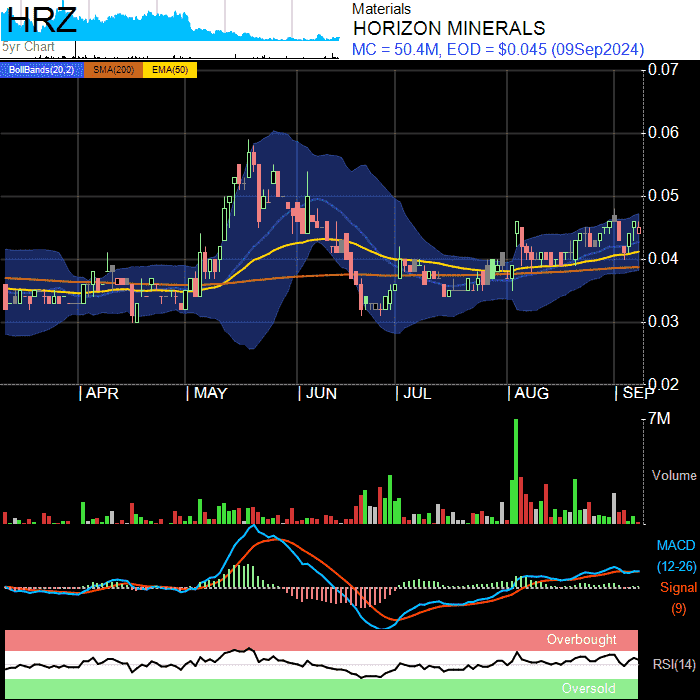 HRZ
5yr Chart
Materials
HORIZON MINERALS
MC = 50.4M, EOD = $0.045 (09Sep2024)
BollBands(20,2) SMA(200) EMA(50)
0.07
0.06
0.05
0.04
0.03
0.02
APR MAY JUN JUL AUG SEP
7M
Volume
MACD
(12-26)
Signal
(9)
Overbought
RSI(14)
Oversold